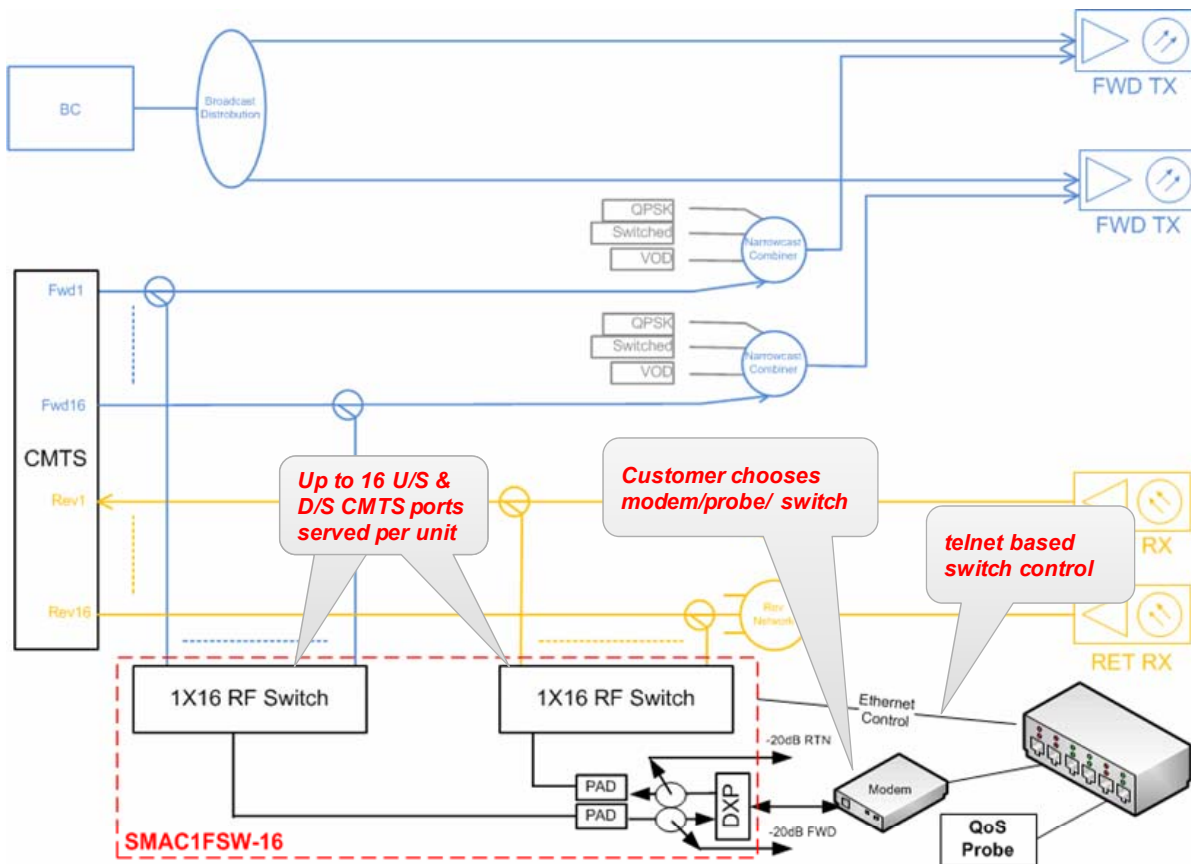 BC
Broadcast
Distrobution
FWD TX
FWD TX
QPSK
Switched
VOD
Narrowcast
Combiner
Fwd1
QPSK
Switched
VOD
Narrowcast
Combiner
Fwd16
CMTS
Up to 16 U/S &
D/S CMTS ports
served per unit
Customer chooses
modem/probe/ switch
telnet based
switch control
Rev1
RX
Rev16
Rev
Network
RET RX
1X16 RF Switch
1X16 RF Switch
Ethernet
Control
-20dB RTN
PAD
PAD
DXP
Modem
-20dB FWD
SMAC1FSW-16
QoS
Probe